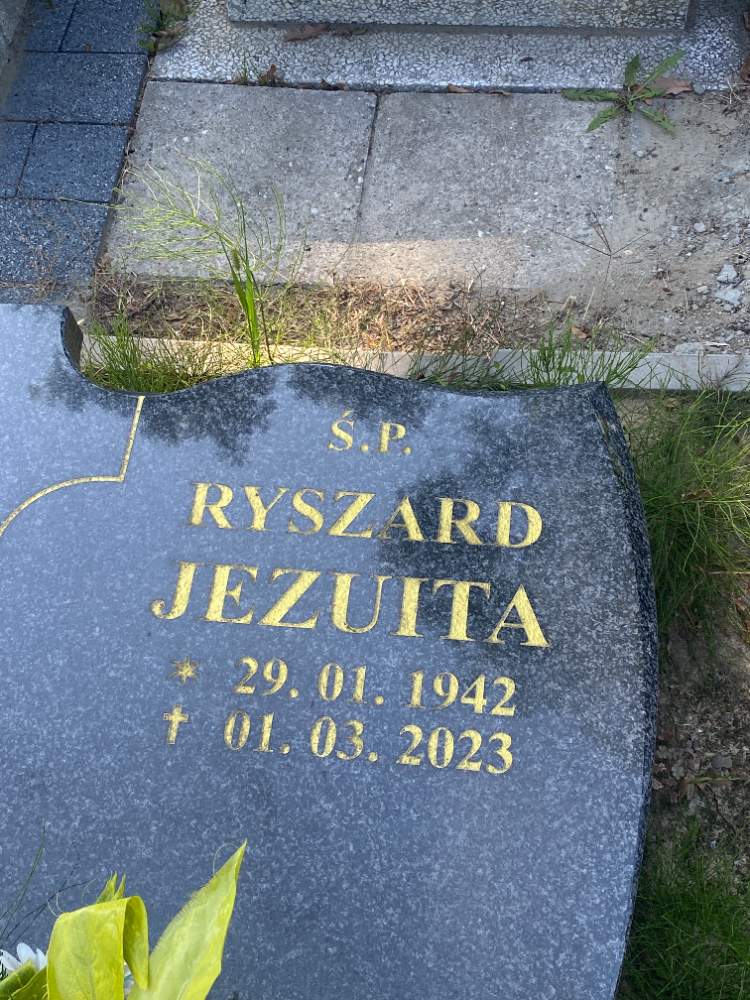 Ś.P.
RYSZARD
JEZUITA
* 29. 01. 1942
✝ 01. 03. 2023